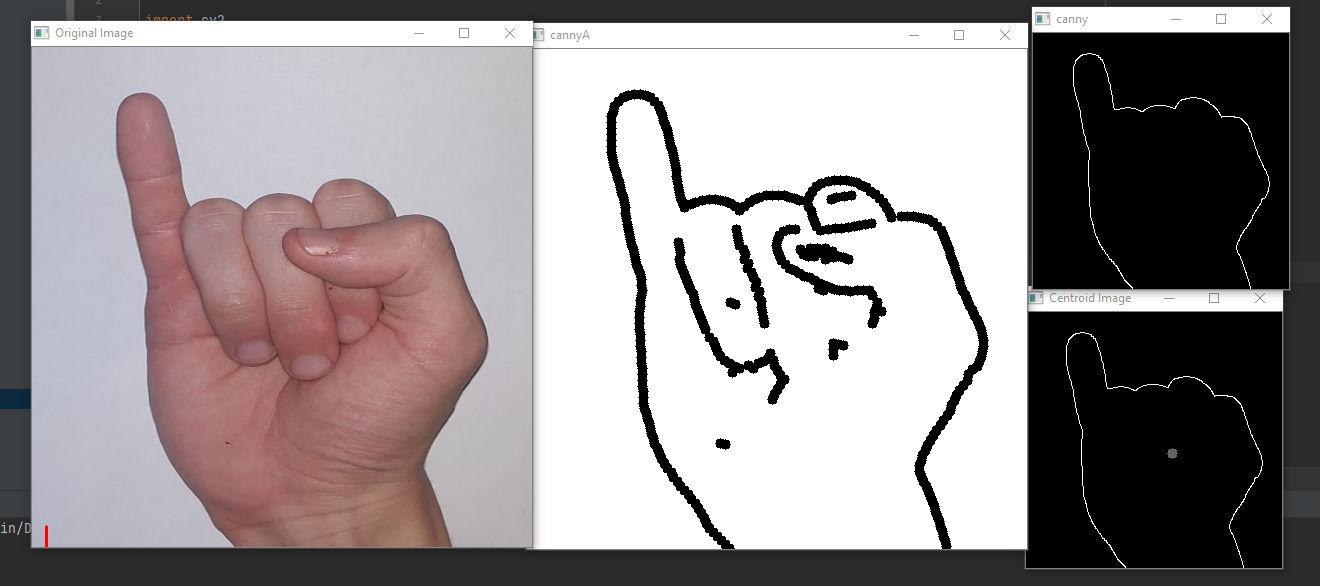 import cv2
Original Image
cannyA
canny
Centroid Image
in/D